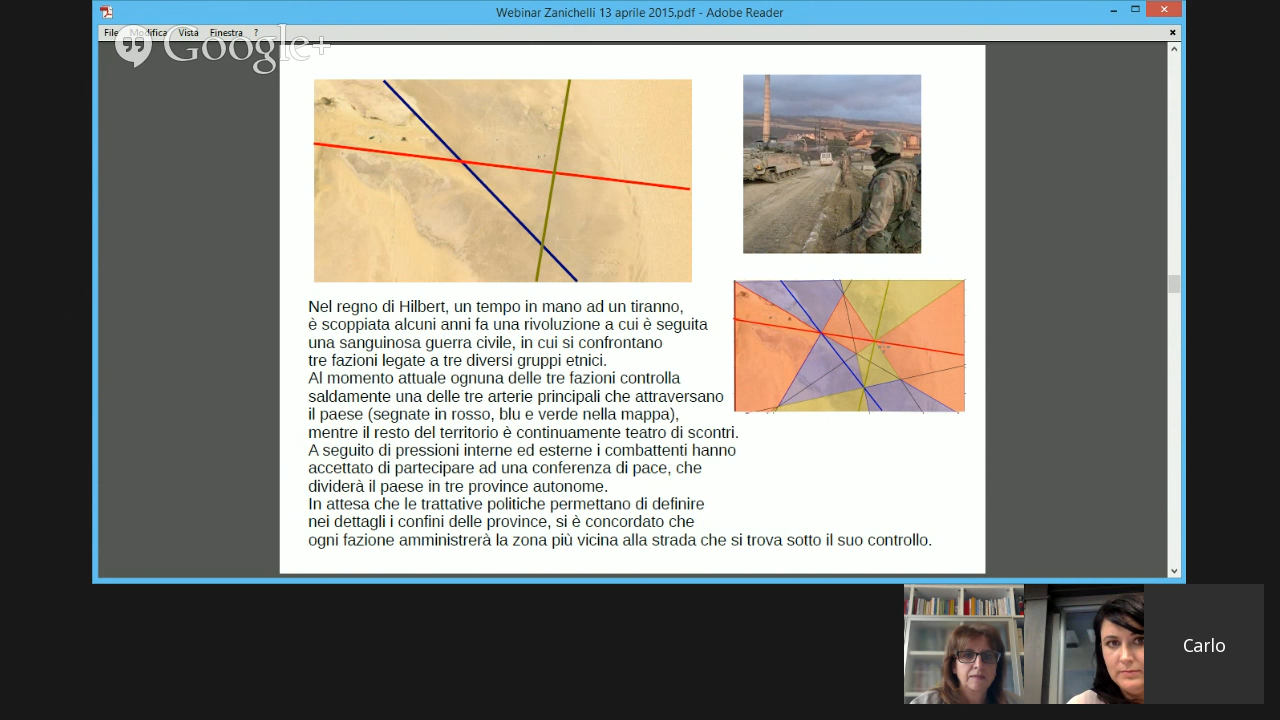 Webinar Zanichelli 13 aprile 2015.pdf - Adobe Reader
File Modifica Vista Finestra ?
Google+
Nel regno di Hilbert, un tempo in mano ad un tiranno,
è scoppiata alcuni anni fa una rivoluzione a cui è seguita
una sanguinosa guerra civile, in cui si confrontano
tre fazioni legate a tre diversi gruppi etnici.
Al momento attuale ognuna delle tre fazioni controlla
saldamente una delle tre arterie principali che attraversano
il paese (segnate in rosso, blu e verde nella mappa),
mentre il resto del territorio è continuamente teatro di scontri.
A seguito di pressioni interne ed esterne i combattenti hanno
accettato di partecipare ad una conferenza di pace, che
dividerà il paese in tre province autonome.
In attesa che le trattative politiche permettano di definire
nei dettagli i confini delle province, si è concordato che
ogni fazione amministrerà la zona più vicina alla strada che si trova sotto il suo controllo.
Carlo